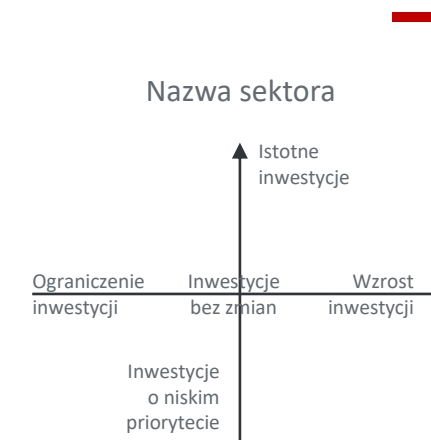 Nazwa sektora
Istotne
inwestycje
Ograniczenie
inwestycji
Inwestycje
bez zmian
Wzrost
inwestycji
Inwestycje
o niskim
priorytecie